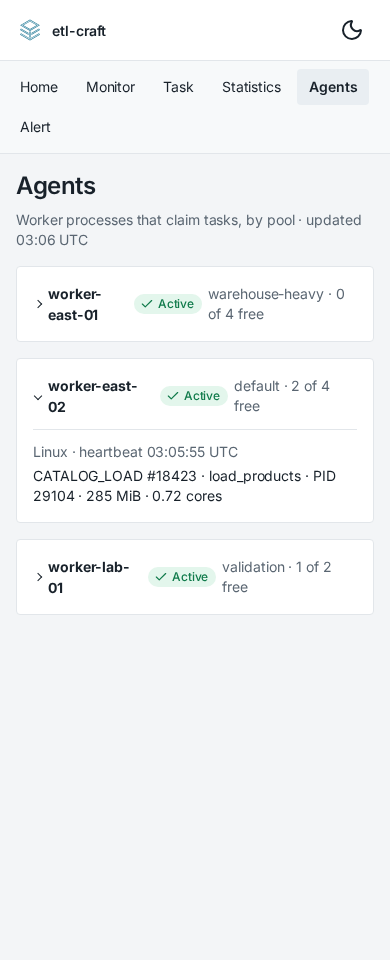 etl-craft
Home Monitor Task Statistics Agents
Alert
Agents
Worker processes that claim tasks, by pool · updated
03:06 UTC
worker-east-01 Active warehouse-heavy · 0 of 4 free
worker-east-02 Active default · 2 of 4 free
Linux · heartbeat 03:05:55 UTC
CATALOG_LOAD #18423 · load_products · PID
29104 · 285 MiB · 0.72 cores
worker-lab-01 Active validation · 1 of 2 free